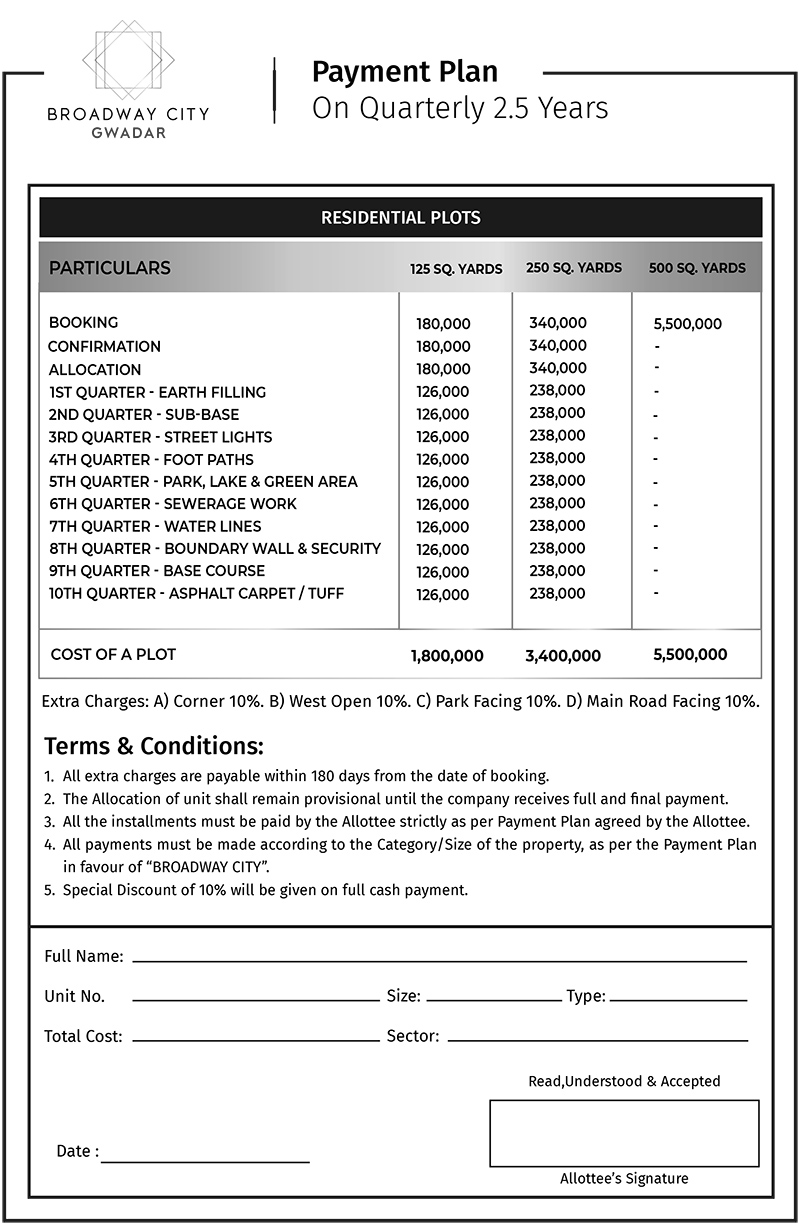 BROADWAY CITY
GWADAR
Payment Plan
On Quarterly 2.5 Years
RESIDENTIAL PLOTS
PARTICULARS 125 SQ. YARDS 250 SQ. YARDS 500 SQ. YARDS
BOOKING 180,000 340,000 5,500,000
CONFIRMATION 180,000 340,000 -
ALLOCATION 180,000 340,000 -
1ST QUARTER - EARTH FILLING 126,000 238,000 -
2ND QUARTER - SUB-BASE 126,000 238,000 -
3RD QUARTER - STREET LIGHTS 126,000 238,000 -
4TH QUARTER - FOOT PATHS 126,000 238,000 -
5TH QUARTER - PARK, LAKE & GREEN AREA 126,000 238,000 -
6TH QUARTER - SEWERAGE WORK 126,000 238,000 -
7TH QUARTER - WATER LINES 126,000 238,000 -
8TH QUARTER - BOUNDARY WALL & SECURITY 126,000 238,000 -
9TH QUARTER - BASE COURSE 126,000 238,000 -
10TH QUARTER - ASPHALT CARPET / TUFF 126,000 238,000 -
COST OF A PLOT 1,800,000 3,400,000 5,500,000
Extra Charges: A) Corner 10%. B) West Open 10%. C) Park Facing 10%. D) Main Road Facing 10%.
Terms & Conditions:
1. All extra charges are payable within 180 days from the date of booking.
2. The Allocation of unit shall remain provisional until the company receives full and final payment.
3. All the installments must be paid by the Allottee strictly as per Payment Plan agreed by the Allottee.
4. All payments must be made according to the Category/Size of the property, as per the Payment Plan
in favour of “BROADWAY CITY”.
5. Special Discount of 10% will be given on full cash payment.
Full Name:
Unit No. Size: Type:
Total Cost: Sector:
Read,Understood & Accepted
Date :
Allottee’s Signature